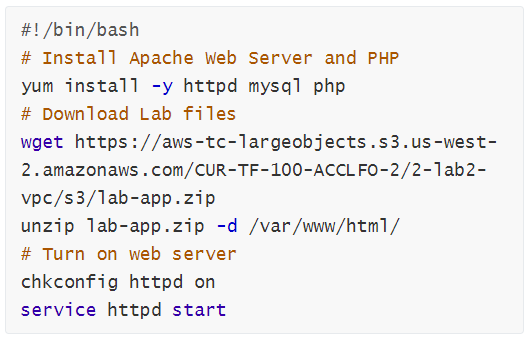 #!/bin/bash
# Install Apache Web Server and PHP
yum install -y httpd mysql php
# Download Lab files
wget https://aws-tc-largeobjects.s3.us-west-
2.amazonaws.com/CUR-TF-100-ACCLFO-2/2-lab2-
vpc/s3/lab-app.zip
unzip lab-app.zip -d /var/www/html/
# Turn on web server
chkconfig httpd on
service httpd start